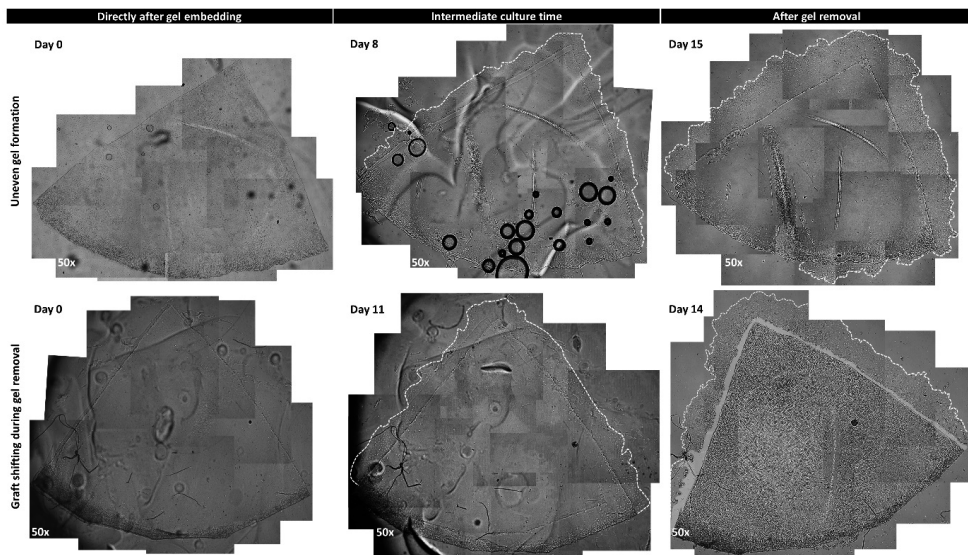 Directly after gel embedding
Intermediate culture time
After gel removal
Uneven gel formation
Day 0
Day 8
Day 15
50x
50x
50x
Graft shifting during gel removal
Day 0
Day 11
Day 14
50x
50x
50x